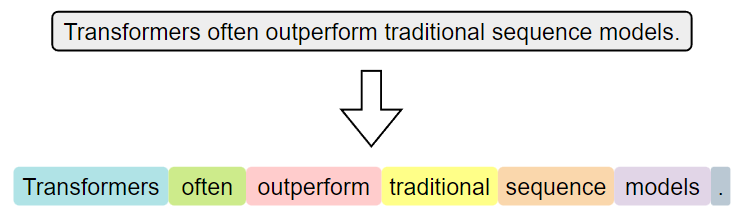 Transformers often outperform traditional sequence models.
Transformers often outperform traditional sequence models .